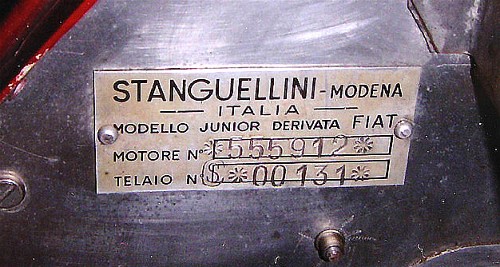 STANGUELLINI - MODENA
— ITALIA —
MODELLO JUNIOR DERIVATA FIAT
MOTORE N° *555912*
TELAIO N° S*00131*